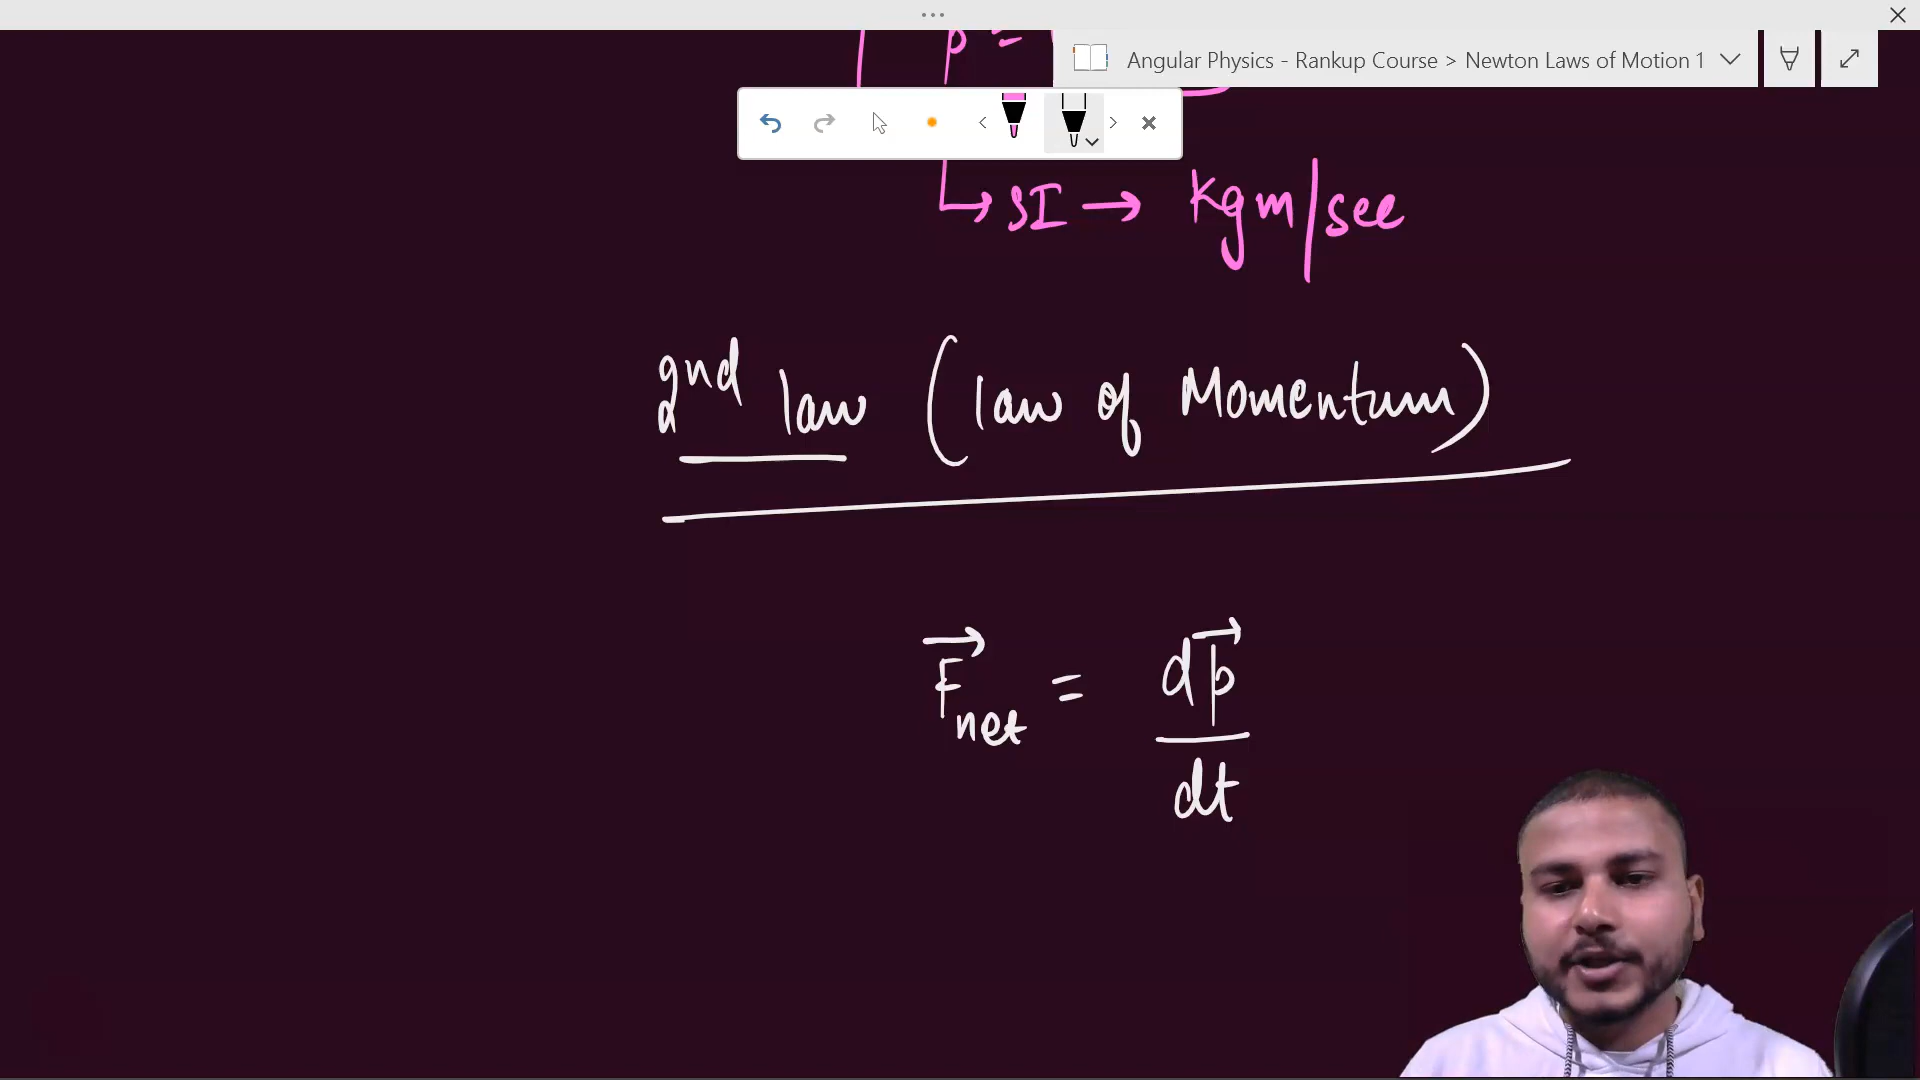 p =
Angular Physics - Rankup Course > Newton Laws of Motion 1
↳ SI → kgm/sec
2nd law (law of Momentum)
F⃗net = dp⃗/dt